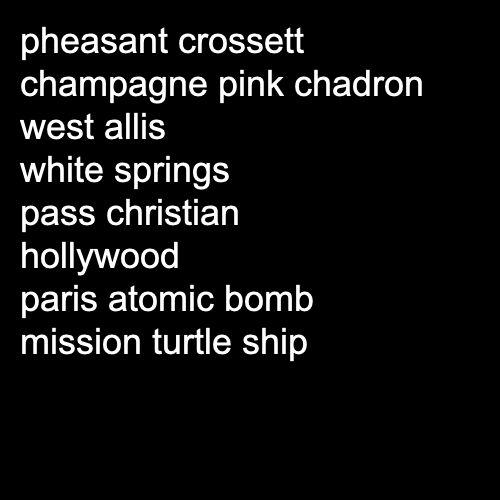 pheasant crossett
champagne pink chadron
west allis
white springs
pass christian
hollywood
paris atomic bomb
mission turtle ship